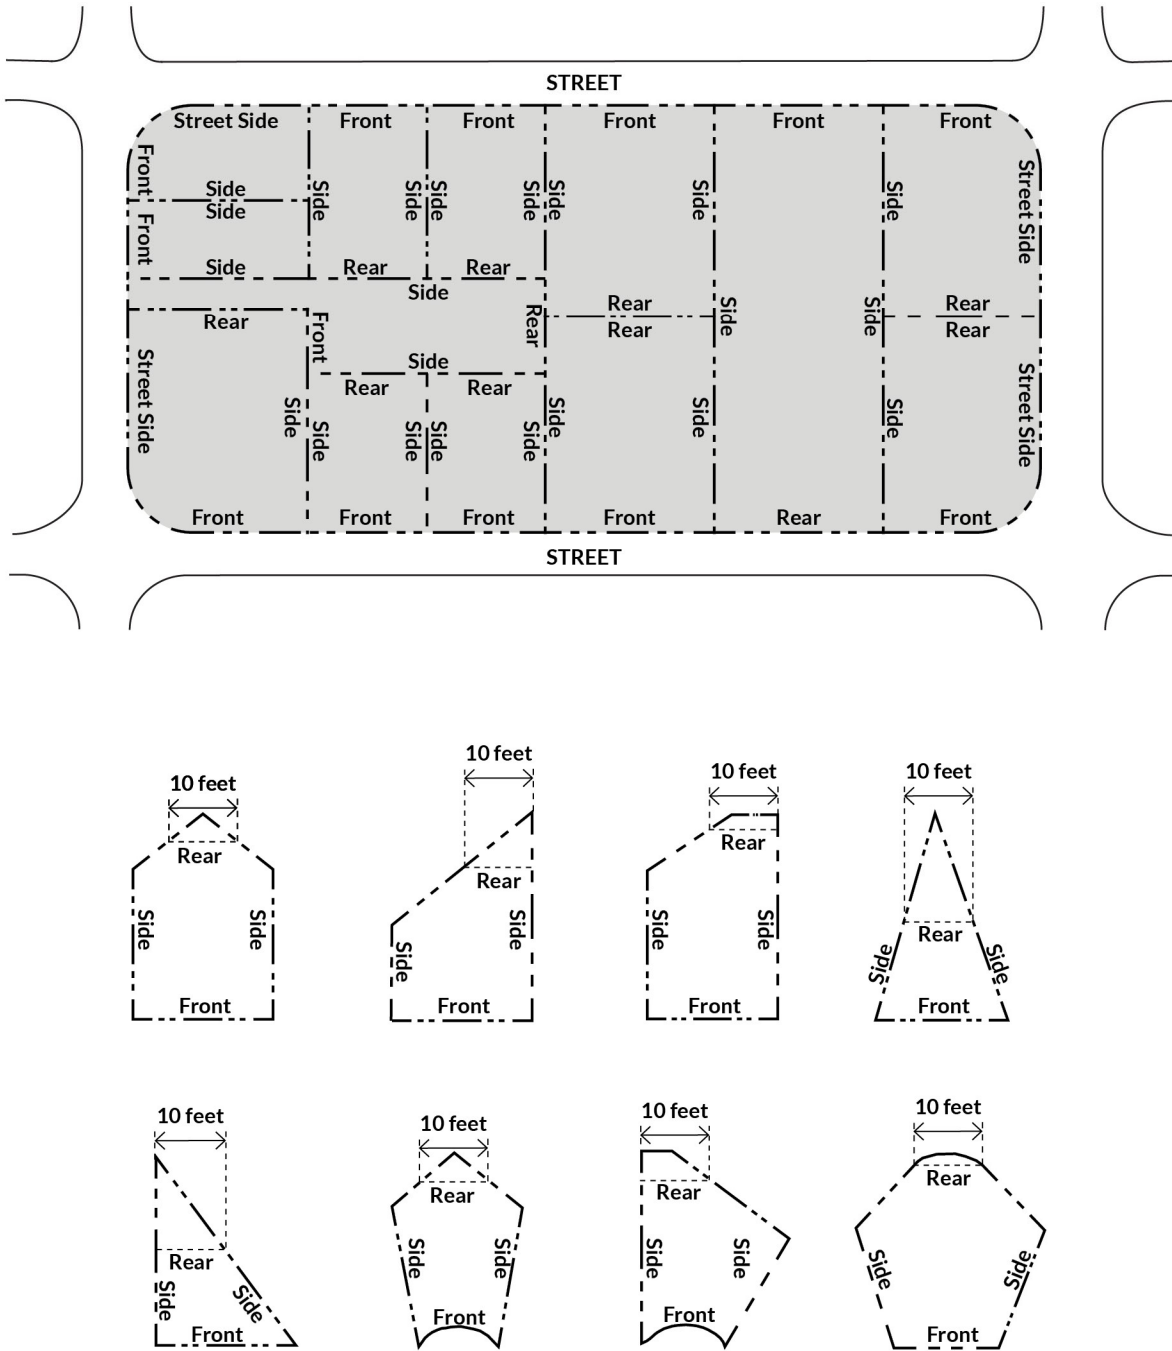 STREET
Street Side Front Front Front Front Front
Front Side Side Side Side Side Side Side Side Side Street Side
Side
Front
Side Rear Rear
Side
Rear Rear Side Side Rear
Rear Front Rear Rear
Side
Rear Rear
Street Side Side Side Side Side Side Side Side Side Street Side
Front Front Front Front Rear Front
STREET
10 feet 10 feet 10 feet 10 feet
Rear Rear Rear Rear
Side Side Side Side Side Side Side Side
Front Front Front Front
10 feet 10 feet 10 feet 10 feet
Rear Rear Rear Rear
Side Side Side Side Side Side Side Side
Front Front Front Front